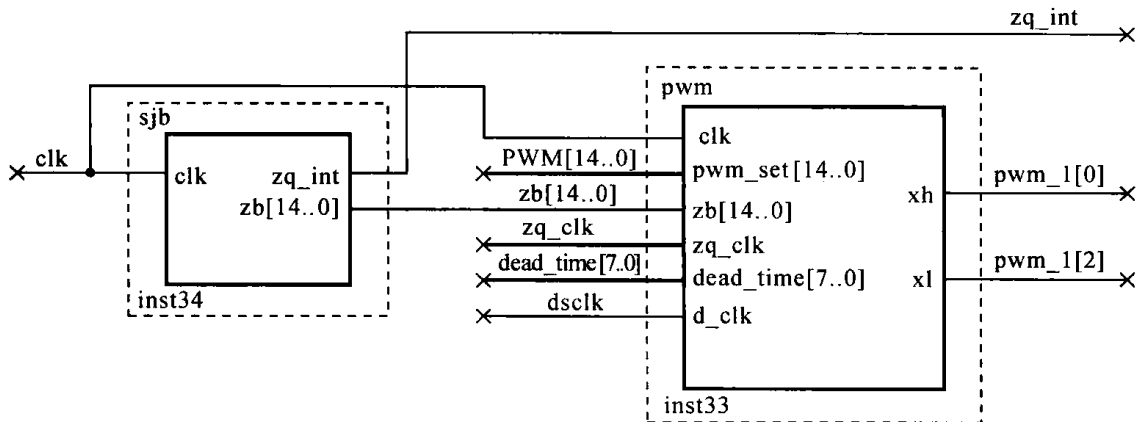 zq_int
pwm
sjb
clk
clk
zq_int
zb[14..0]
inst34
PWM[14..0]
zb[14..0]
zq_clk
dead_time[7..0]
dsclk
clk
pwm_set[14..0]
zb[14..0]
zq_clk
dead_time[7..0]
d_clk
xh
xl
inst33
pwm_1[0]
pwm_1[2]